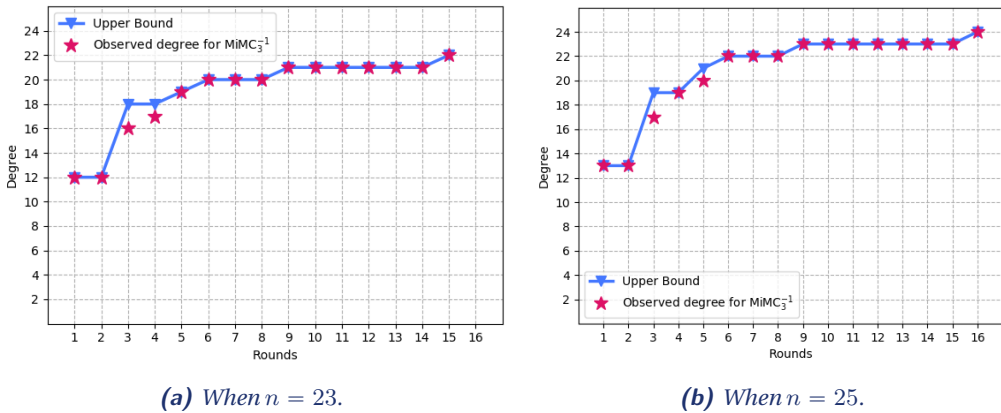 24
22
20
18
16
14
12
10
8
6
4
2
Degree
Upper Bound
Observed degree for MiMC₃⁻¹
1 2 3 4 5 6 7 8 9 10 11 12 13 14 15 16
Rounds
(a) When n = 23.
24
22
20
18
16
14
12
10
8
6
4
2
Degree
Upper Bound
Observed degree for MiMC₃⁻¹
1 2 3 4 5 6 7 8 9 10 11 12 13 14 15 16
Rounds
(b) When n = 25.